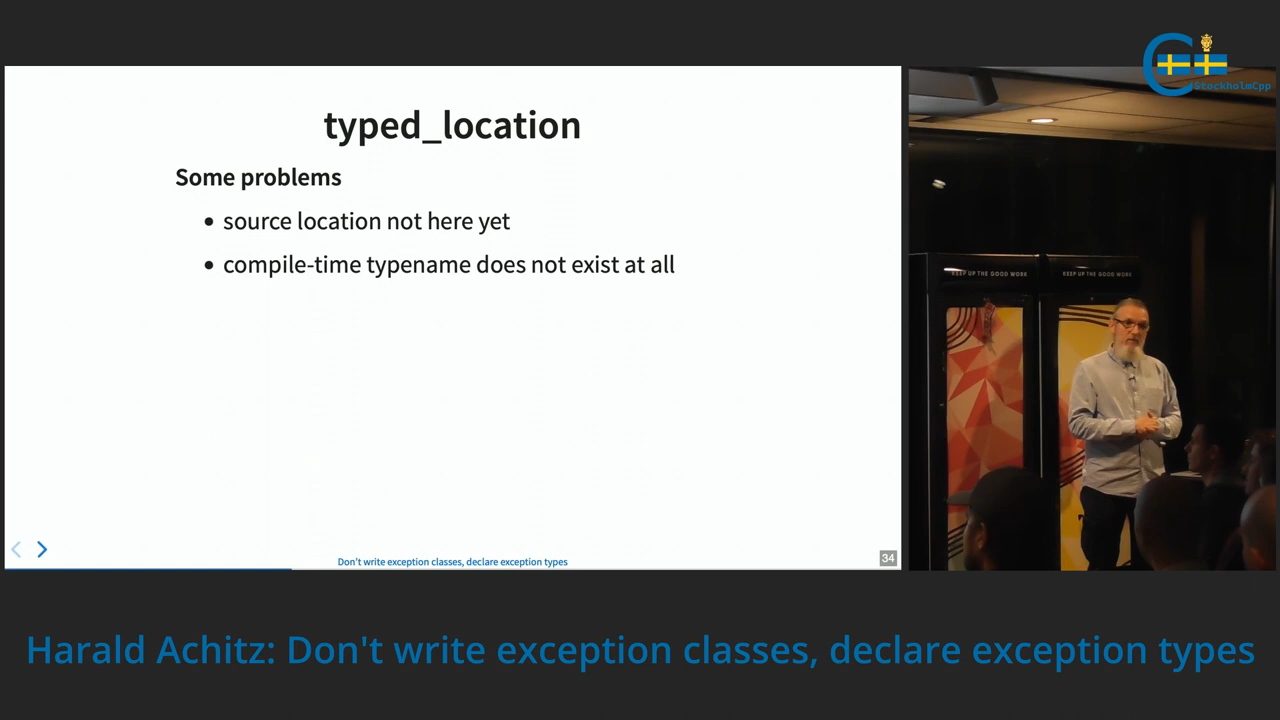 StockholmCpp
typed_location
Some problems
• source location not here yet
• compile-time typename does not exist at all
KEEP UP THE GOOD WORK
KEEP UP THE GOOD WORK
Don't write exception classes, declare exception types
34
Harald Achitz: Don't write exception classes, declare exception types